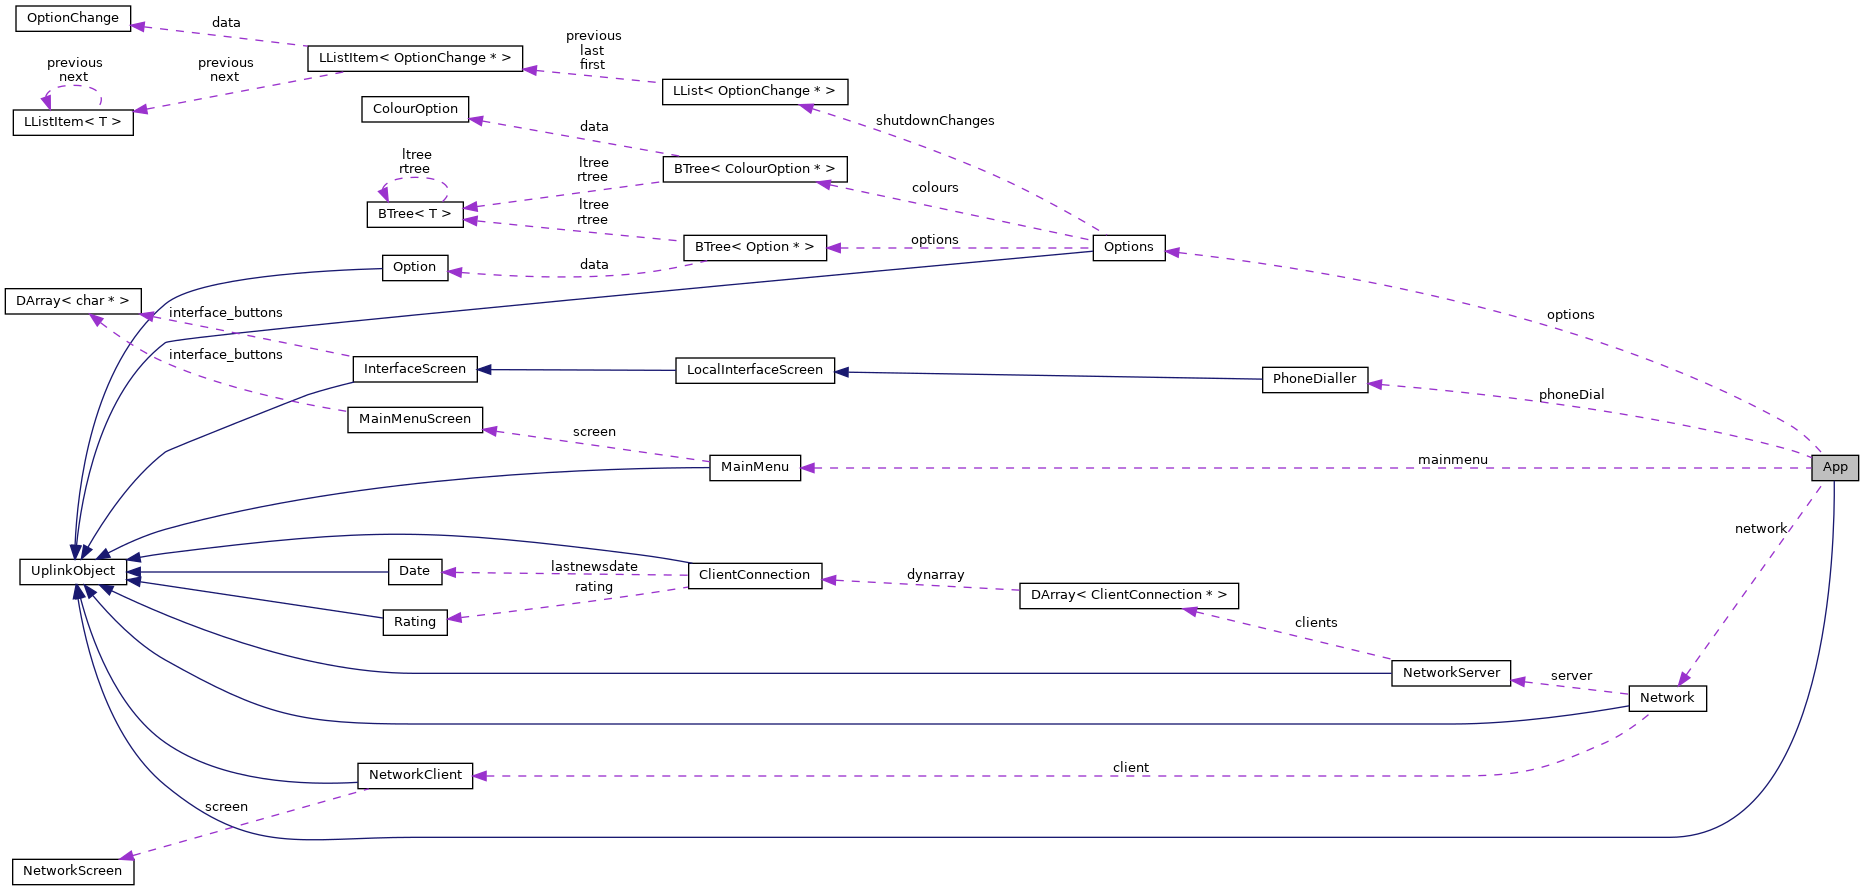 OptionChange
data
LListItem< OptionChange * >
previous
last
first
previous
next
previous
next
LList< OptionChange * >
LListItem< T >
ColourOption
shutdownChanges
data
ltree
rtree
ltree
rtree
BTree< ColourOption * >
colours
BTree< T >
ltree
rtree
BTree< Option * >
options
Options
Option
data
DArray< char * >
interface_buttons
options
interface_buttons
InterfaceScreen
LocalInterfaceScreen
PhoneDialler
phoneDial
MainMenuScreen
screen
MainMenu
mainmenu
App
network
UplinkObject
Date
lastnewsdate
rating
ClientConnection
dynarray
DArray< ClientConnection * >
Rating
clients
NetworkServer
server
Network
NetworkClient
client
screen
NetworkScreen